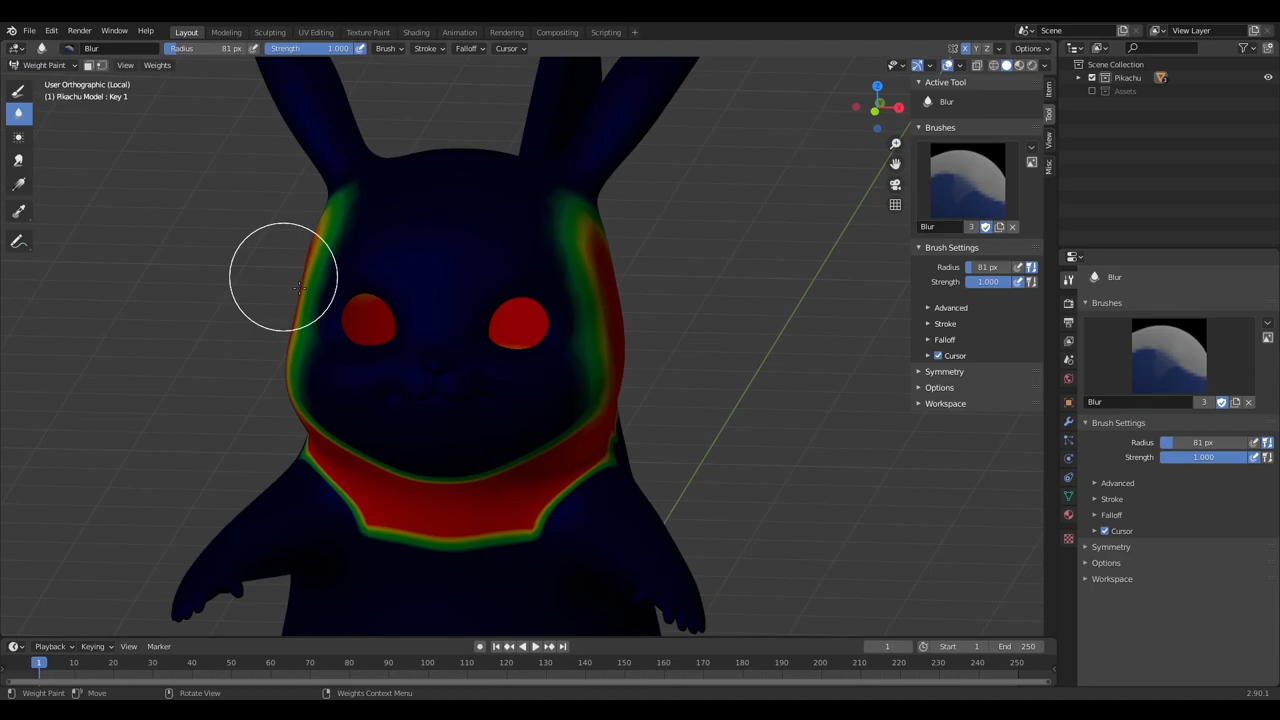 File Edit Render Window Help Layout Modeling Sculpting UV Editing Texture Paint Shading Animation Rendering Compositing Scripting + Scene View Layer
Blur Radius 81 px Strength 1.000 Brush Stroke Falloff Cursor X Y Z Options
Weight Paint View Weights
User Orthographic (Local)
(1) Pikachu Model : Key 1
X
Z
Active Tool
Blur
Brushes
Blur 3
Brush Settings
Radius 81 px
Strength 1.000
Advanced
Stroke
Falloff
Cursor
Symmetry
Options
Workspace
Item
Tool
View
Misc
Scene Collection
Pikachu
Assets
Blur
Brushes
Blur 3
Brush Settings
Radius 81 px
Strength 1.000
Advanced
Stroke
Falloff
Cursor
Symmetry
Options
Workspace
Playback Keying View Marker 1 Start 1 End 250
1 10 20 30 40 50 60 70 80 90 100 110 120 130 140 150 160 170 180 190 200 210 220 230 240 250
Weight Paint Move Rotate View Weights Context Menu 2.90.1